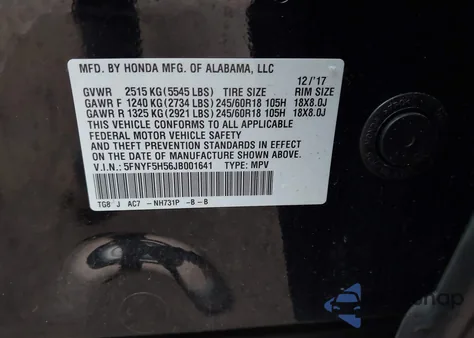 MFD. BY HONDA MFG. OF ALABAMA, LLC
12/'17
GVWR 2515 KG (5545 LBS) TIRE SIZE RIM SIZE
GAWR F 1240 KG (2734 LBS) 245/60R18 105H 18X8.0J
GAWR R 1325 KG (2921 LBS) 245/60R18 105H 18X8.0J
THIS VEHICLE CONFORMS TO ALL APPLICABLE
FEDERAL MOTOR VEHICLE SAFETY
AND THEFT PREVENTION STANDARDS IN EFFECT
ON THE DATE OF MANUFACTURE SHOWN ABOVE.
V.I.N.: 5FNYF5H56JB001641 TYPE: MPV
TG8 J AC7 -NH731P -B -B